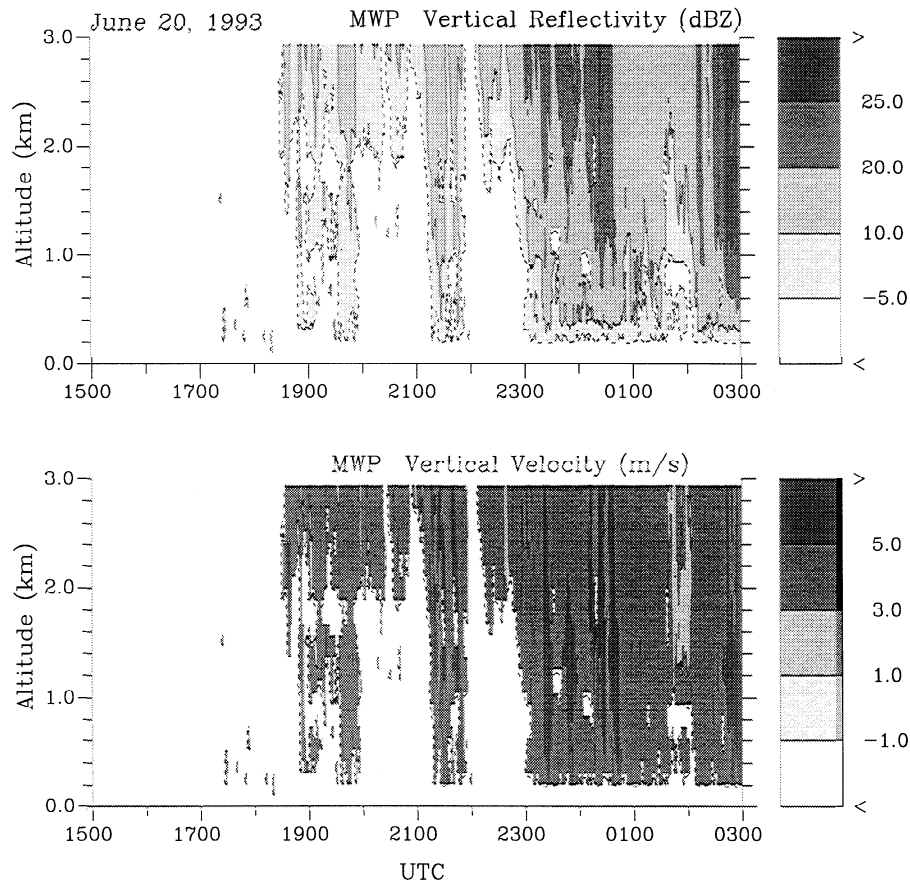 June 20, 1993 MWP Vertical Reflectivity (dBZ)
3.0
2.0
1.0
0.0
Altitude (km)
1500 1700 1900 2100 2300 0100 0300
>
25.0
20.0
10.0
-5.0
<
MWP Vertical Velocity (m/s)
3.0
2.0
1.0
0.0
Altitude (km)
1500 1700 1900 2100 2300 0100 0300
UTC
>
5.0
3.0
1.0
-1.0
<